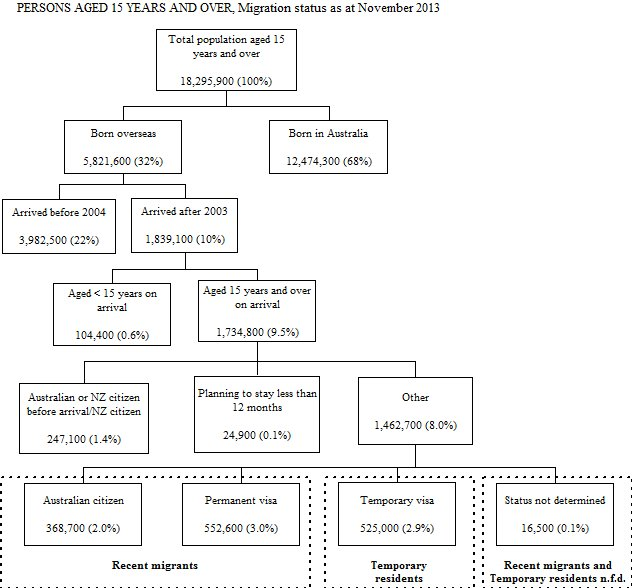 PERSONS AGED 15 YEARS AND OVER, Migration status as at November 2013
Total population aged 15
years and over
18,295,900 (100%)
Born overseas
5,821,600 (32%)
Born in Australia
12,474,300 (68%)
Arrived before 2004
3,982,500 (22%)
Arrived after 2003
1,839,100 (10%)
Aged < 15 years on
arrival
104,400 (0.6%)
Aged 15 years and over
on arrival
1,734,800 (9.5%)
Australian or NZ citizen
before arrival/NZ citizen
247,100 (1.4%)
Planning to stay less than
12 months
24,900 (0.1%)
Other
1,462,700 (8.0%)
Australian citizen
368,700 (2.0%)
Permanent visa
552,600 (3.0%)
Temporary visa
525,000 (2.9%)
Status not determined
16,500 (0.1%)
Recent migrants
Temporary
residents
Recent migrants and
Temporary residents n.f.d.